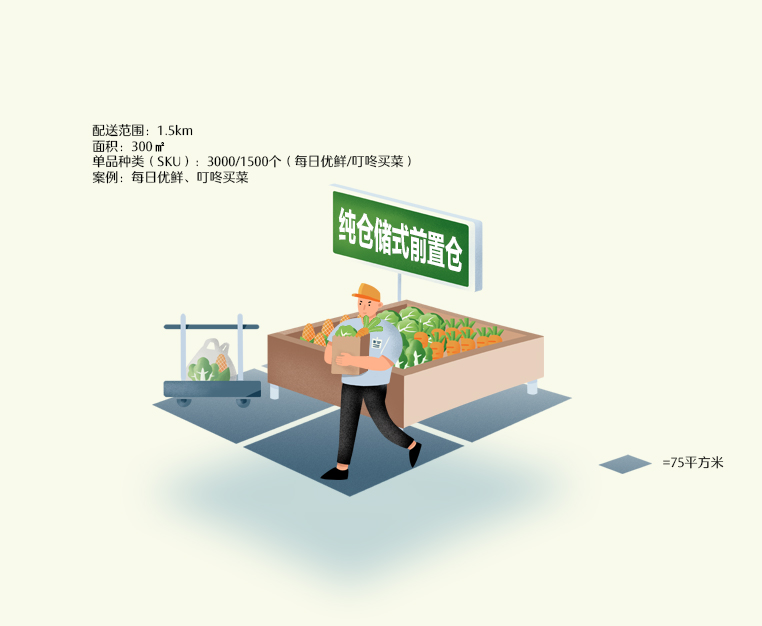 配送范围：1.5km
面积：300㎡
单品种类（SKU）：3000/1500个（每日优鲜/叮咚买菜）
案例：每日优鲜、叮咚买菜
纯仓储式前置仓
=75平方米